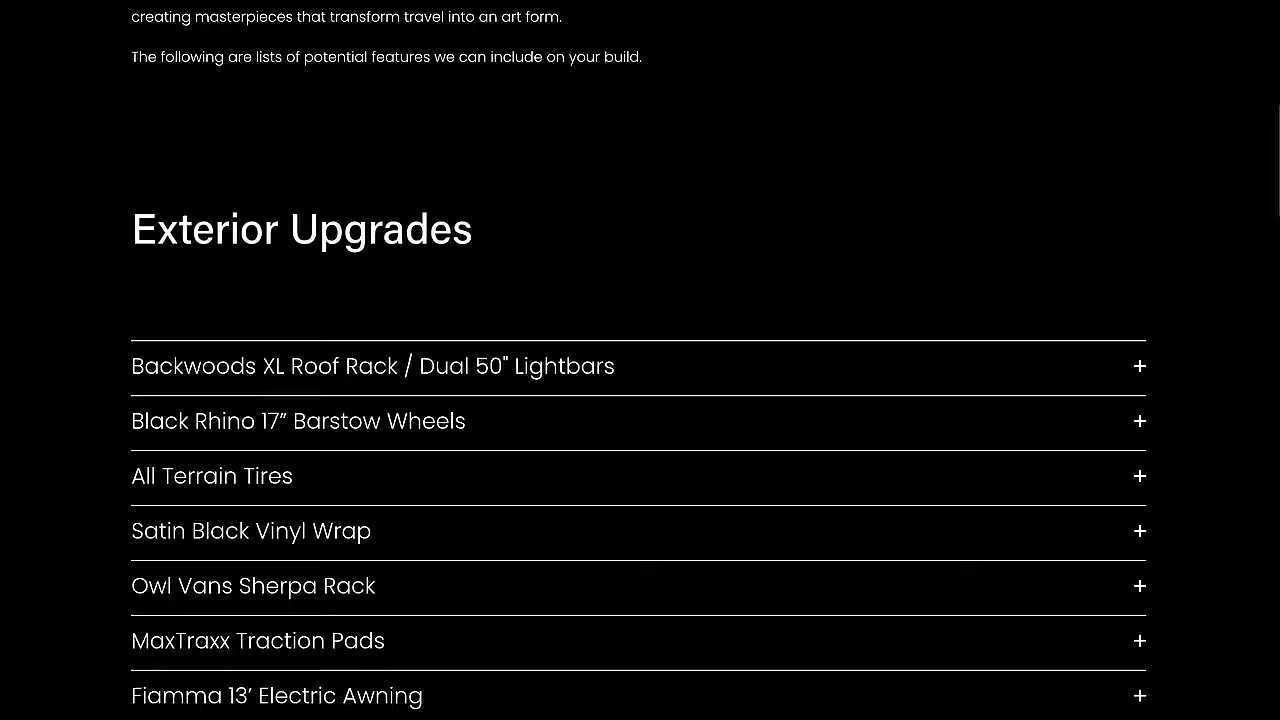 creating masterpieces that transform travel into an art form.
The following are lists of potential features we can include on your build.
Exterior Upgrades
Backwoods XL Roof Rack / Dual 50" Lightbars +
Black Rhino 17” Barstow Wheels +
All Terrain Tires +
Satin Black Vinyl Wrap +
Owl Vans Sherpa Rack +
MaxTraxx Traction Pads +
Fiamma 13’ Electric Awning +